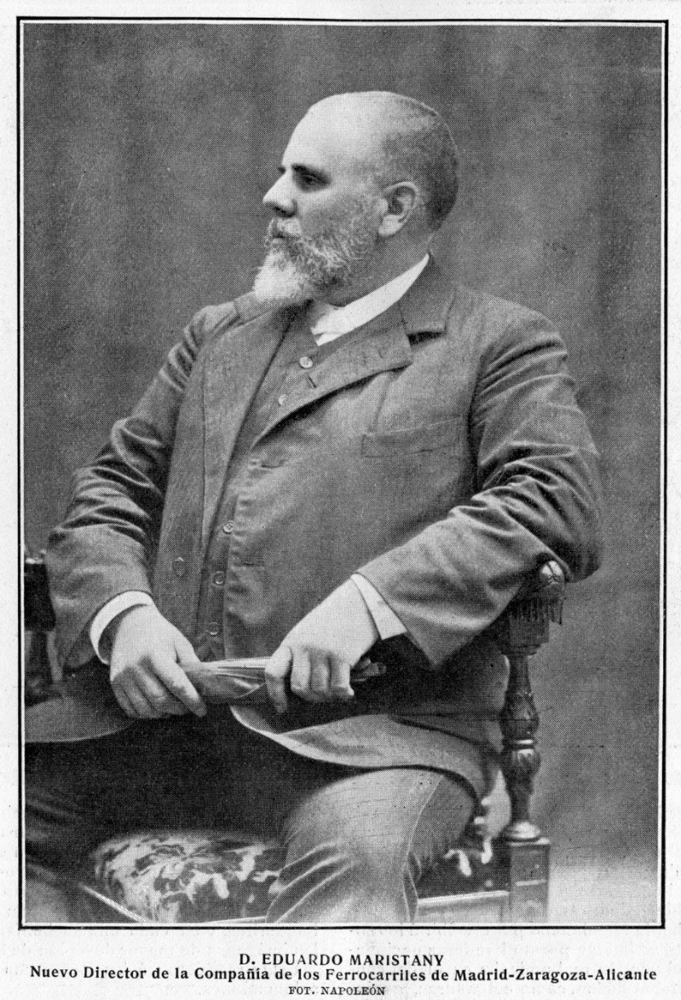 D. EDUARDO MARISTANY
Nuevo Director de la Compañía de los Ferrocarriles de Madrid-Zaragoza-Alicante
FOT. NAPOLEÓN